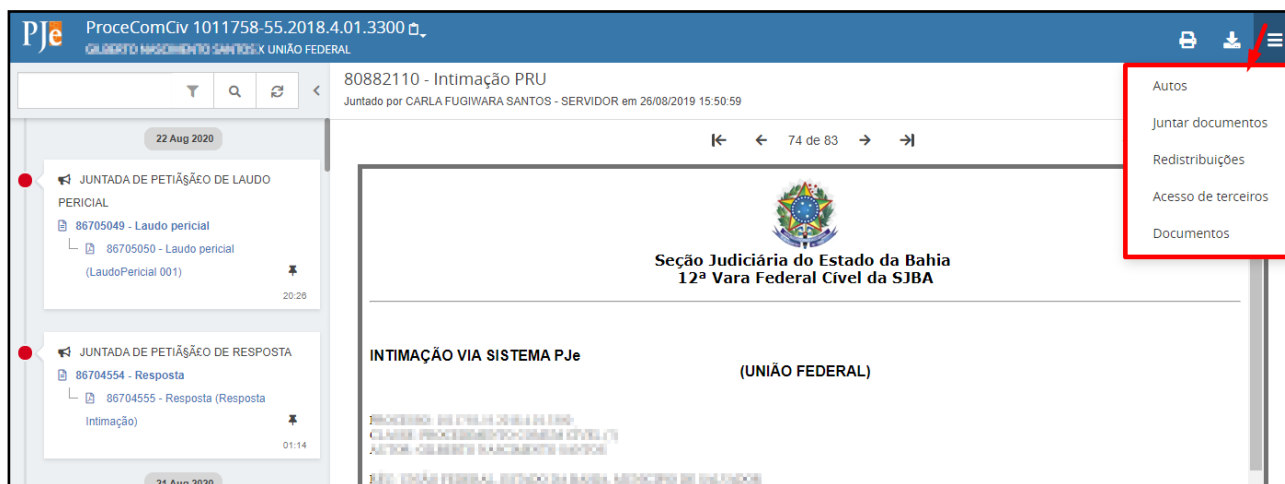 PJe
ProceComCiv 1011758-55.2018.4.01.3300
X UNIÃO FEDERAL
80882110 - Intimação PRU
Juntado por CARLA FUGIWARA SANTOS - SERVIDOR em 26/08/2019 15:50:59
74 de 83
Autos
Juntar documentos
Redistribuições
Acesso de terceiros
Documentos
22 Aug 2020
JUNTADA DE PETIÃ§Ã£O DE LAUDO
PERICIAL
86705049 - Laudo pericial
86705050 - Laudo pericial
(LaudoPericial 001)
20:26
JUNTADA DE PETIÃ§Ã£O DE RESPOSTA
86704554 - Resposta
86704555 - Resposta (Resposta
Intimação)
01:14
21 Aug 2020
Seção Judiciária do Estado da Bahia
12ª Vara Federal Cível da SJBA
INTIMAÇÃO VIA SISTEMA PJe
(UNIÃO FEDERAL)